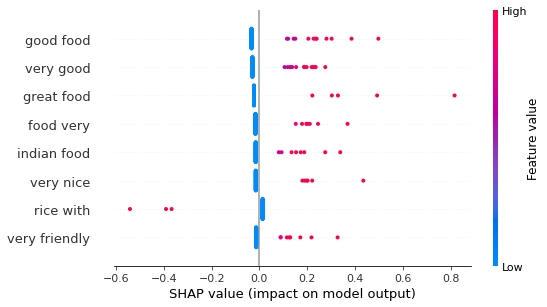 High
good food
very good
great food
food very
indian food
very nice
rice with
very friendly
Low
Feature value
−0.6 −0.4 −0.2 0.0 0.2 0.4 0.6 0.8
SHAP value (impact on model output)